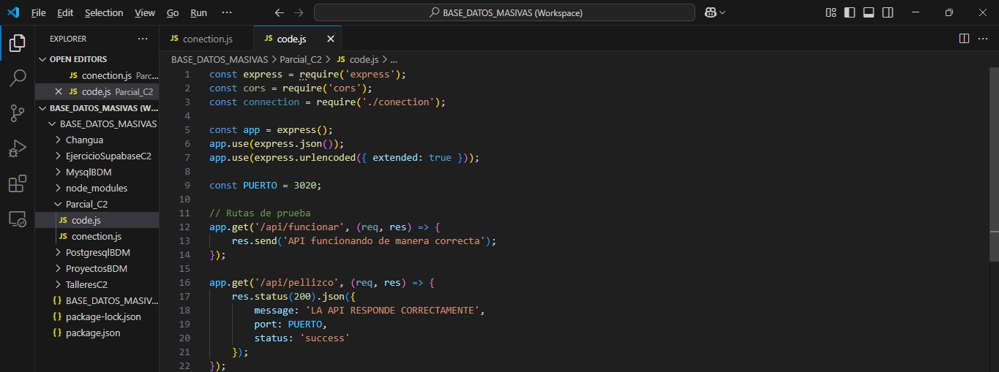 File Edit Selection View Go Run ··· BASE_DATOS_MASIVAS (Workspace)
EXPLORER ···
OPEN EDITORS
JS conection.js Parc...
JS code.js Parcial_C2
BASE_DATOS_MASIVAS (W...
BASE_DATOS_MASIVAS
Changua
EjercicioSupabaseC2
MysqlBDM
node_modules
Parcial_C2
JS code.js
JS conection.js
PostgresqlBDM
ProyectosBDM
TalleresC2
{} BASE_DATOS_MASIV...
{} package-lock.json
{} package.json
JS conection.js JS code.js
BASE_DATOS_MASIVAS > Parcial_C2 > JS code.js > ...
1 const express = require('express');
2 const cors = require('cors');
3 const connection = require('./conection');
4
5 const app = express();
6 app.use(express.json());
7 app.use(express.urlencoded({ extended: true }));
8
9 const PUERTO = 3020;
10
11 // Rutas de prueba
12 app.get('/api/funcionar', (req, res) => {
13 res.send('API funcionando de manera correcta');
14 });
15
16 app.get('/api/pellizco', (req, res) => {
17 res.status(200).json({
18 message: 'LA API RESPONDE CORRECTAMENTE',
19 port: PUERTO,
20 status: 'success'
21 });
22 });